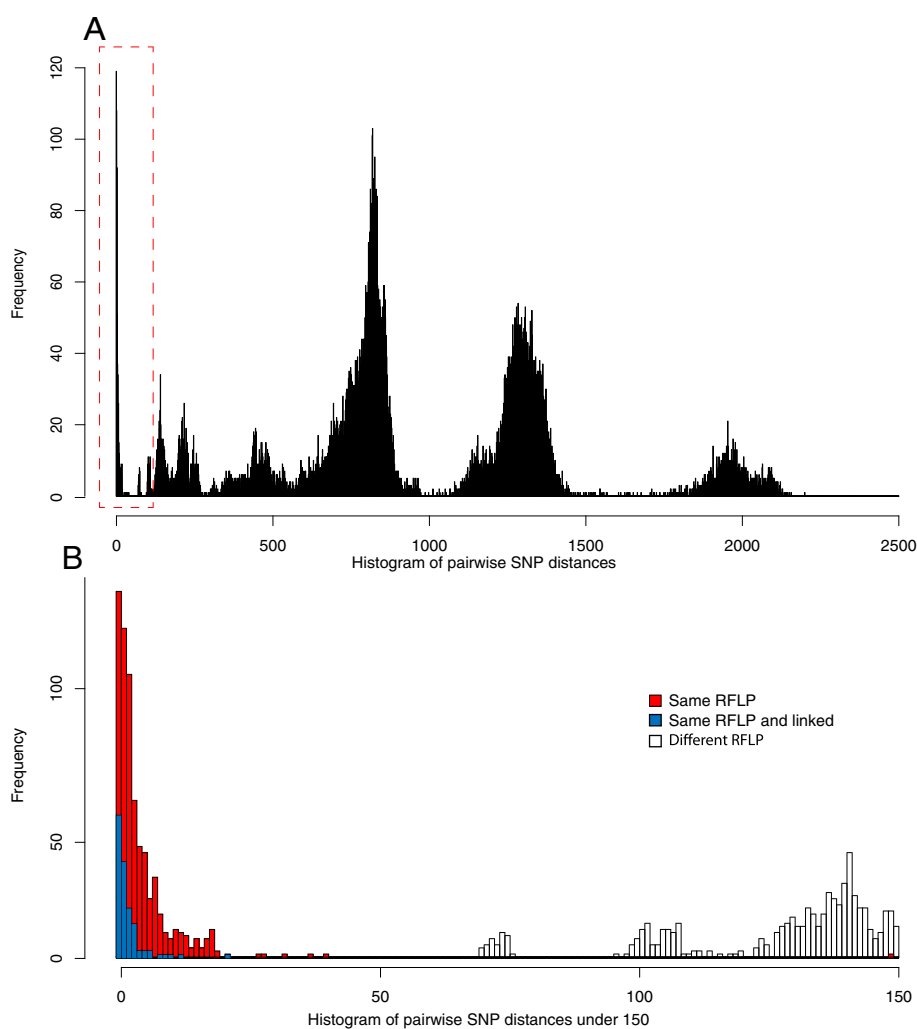 A
120
100
80
60
40
20
0
Frequency
0 500 1000 1500 2000 2500
Histogram of pairwise SNP distances
B
100
50
0
Frequency
Same RFLP
Same RFLP and linked
Different RFLP
0 50 100 150
Histogram of pairwise SNP distances under 150